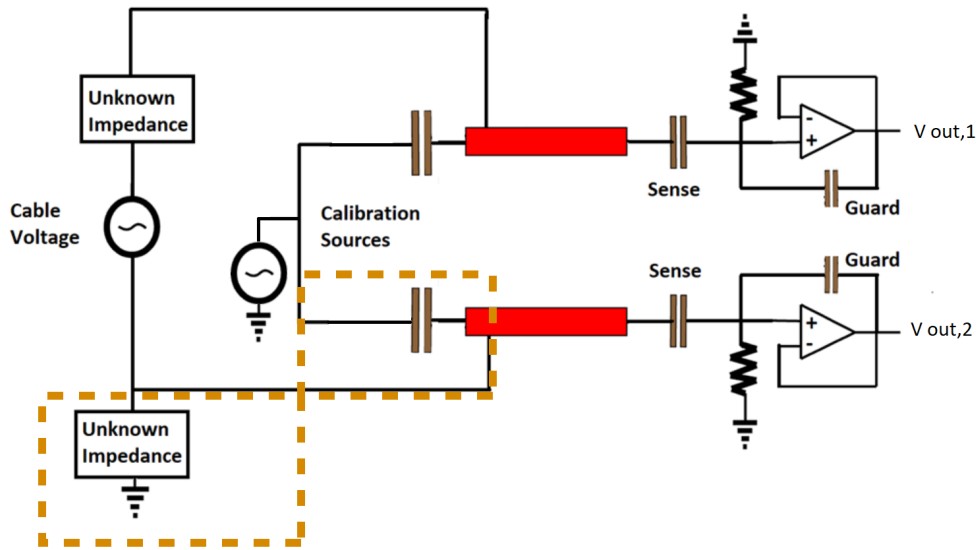 Unknown
Impedance
Cable
Voltage
Calibration
Sources
Sense
-
+
V out,1
Guard
Sense
Guard
+
-
V out,2
Unknown
Impedance